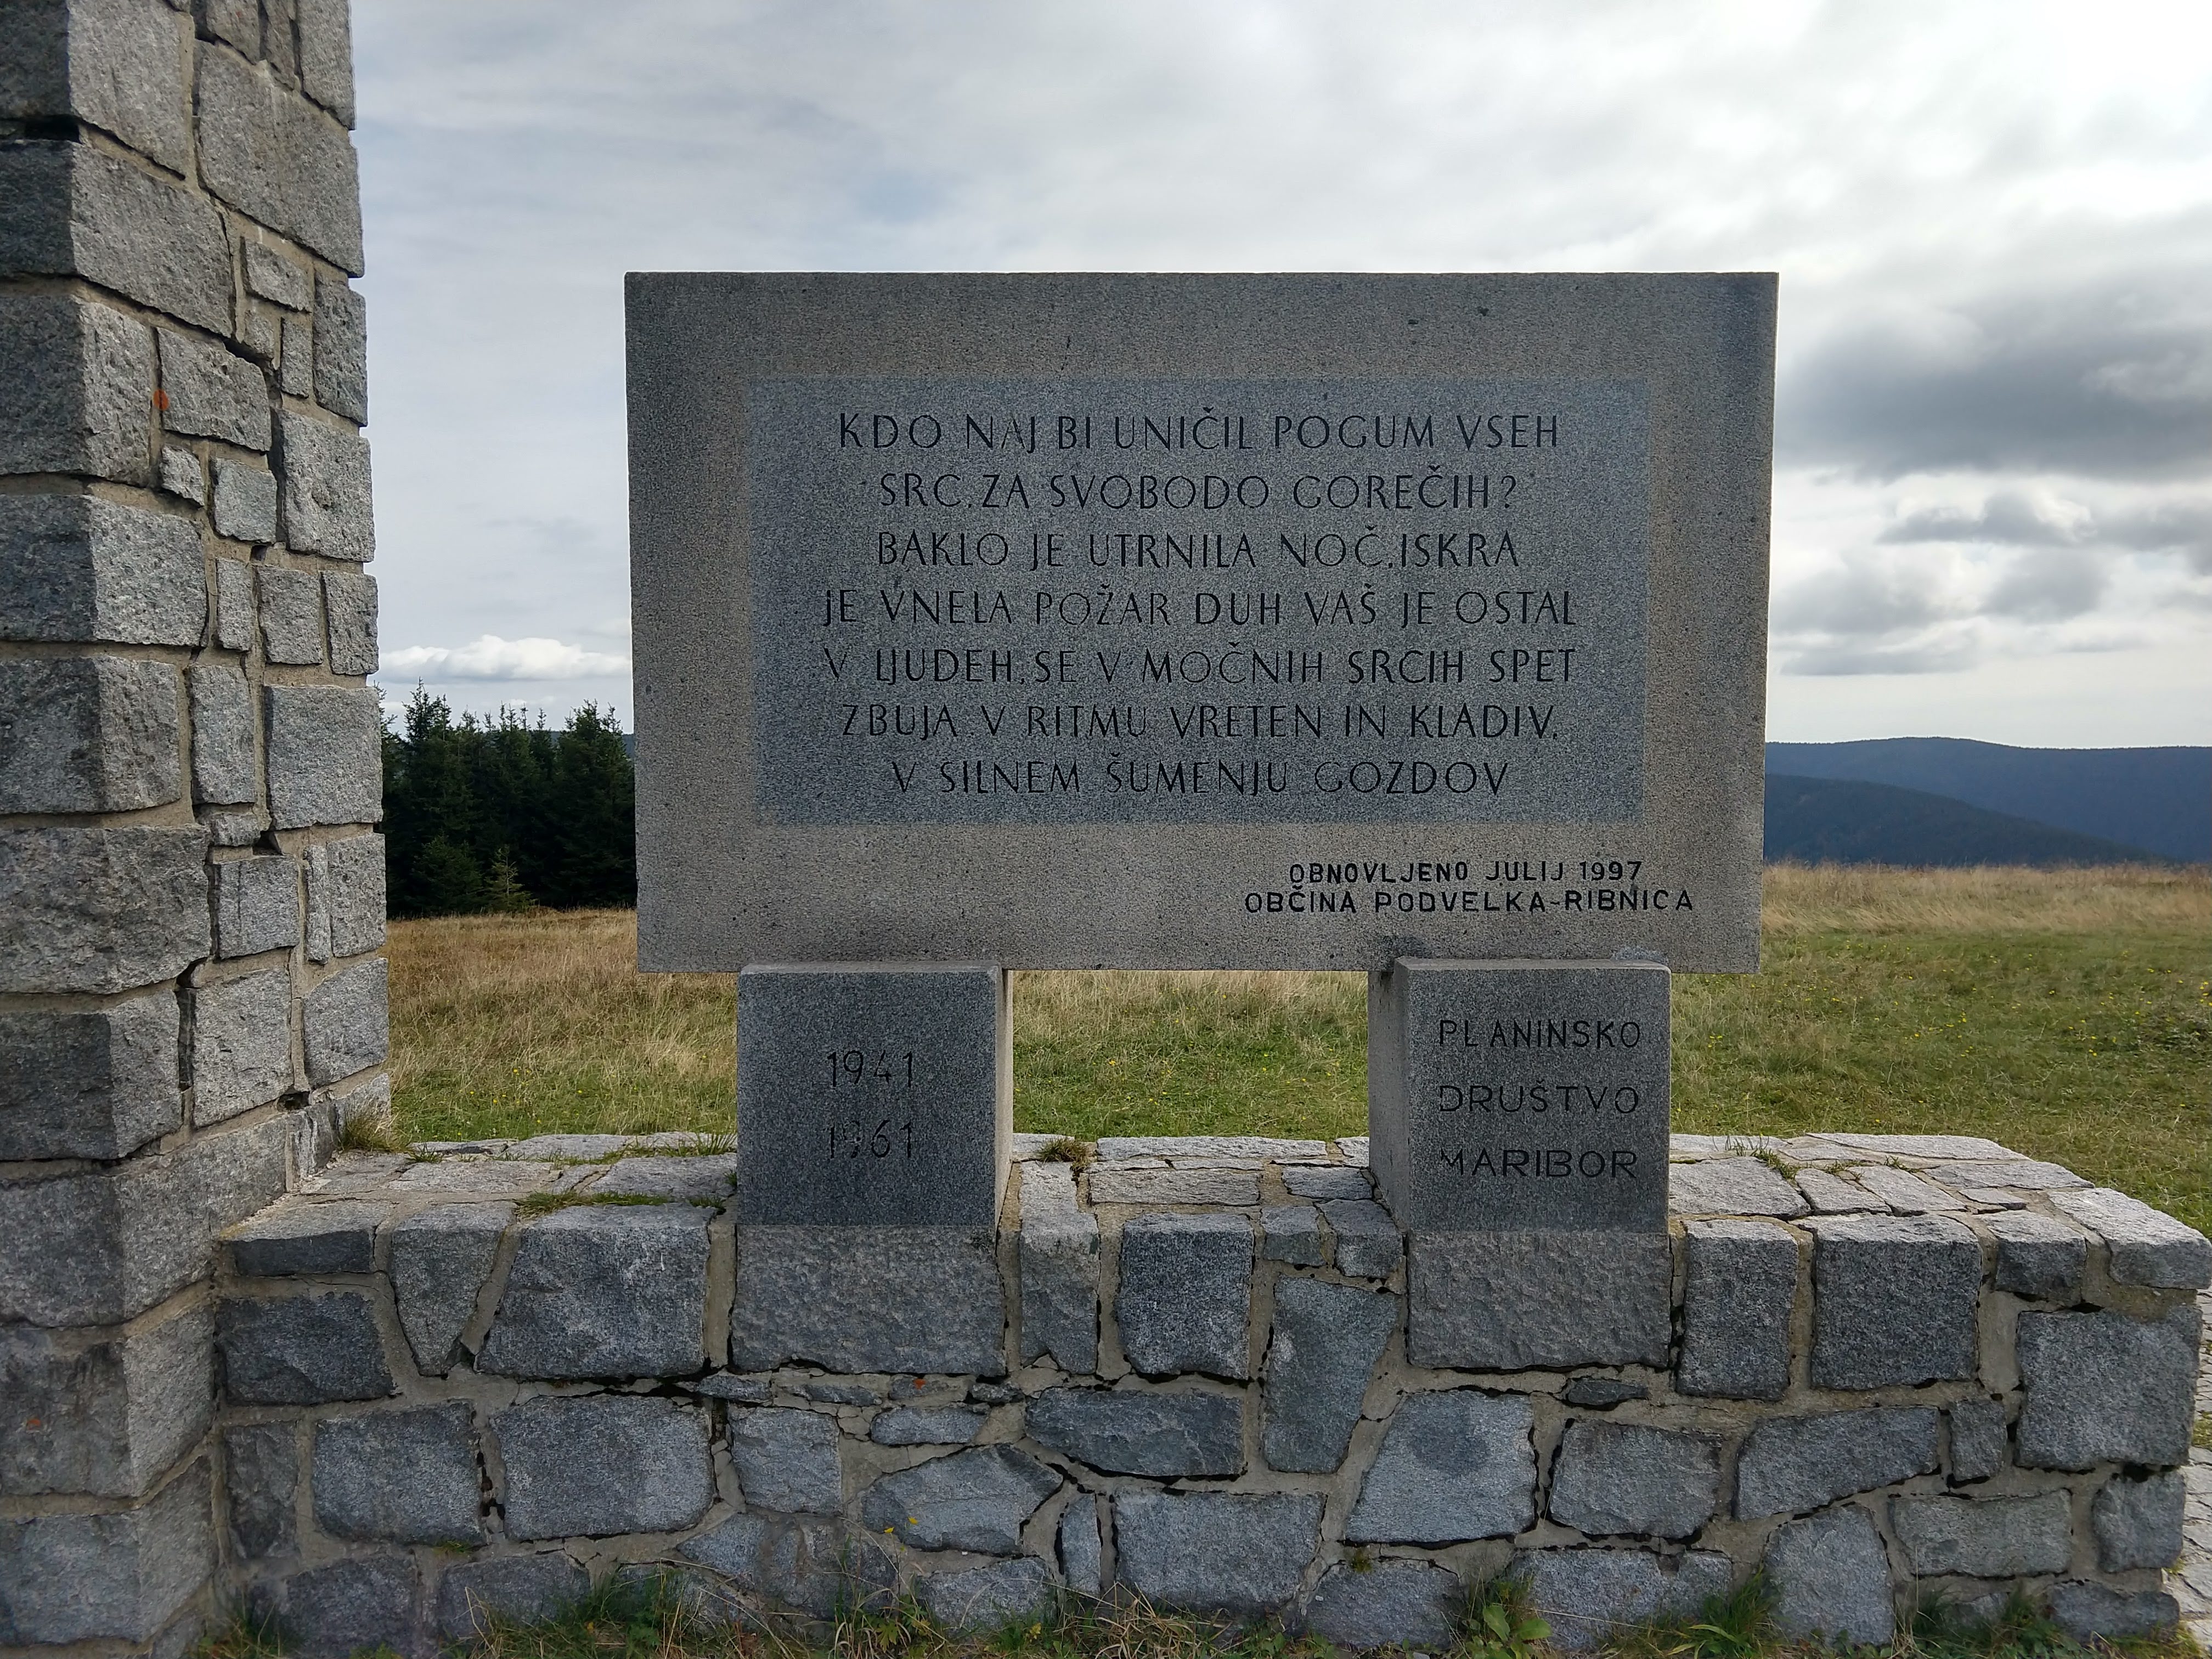 KDO NAJ BI UNIČIL POGUM VSEH
SRC, ZA SVOBODO GOREČIH?
BAKLO JE UTRNILA NOČ, ISKRA
JE VNELA POŽAR DUH VAŠ JE OSTAL
V LJUDEH, SE V MOČNIH SRCIH SPET
ZBUJA V RITMU VRETEN IN KLADIV,
V SILNEM ŠUMENJU GOZDOV
OBNOVLJENO JULIJ 1997
OBČINA PODVELKA-RIBNICA
1941
1961
PLANINSKO
DRUŠTVO
MARIBOR